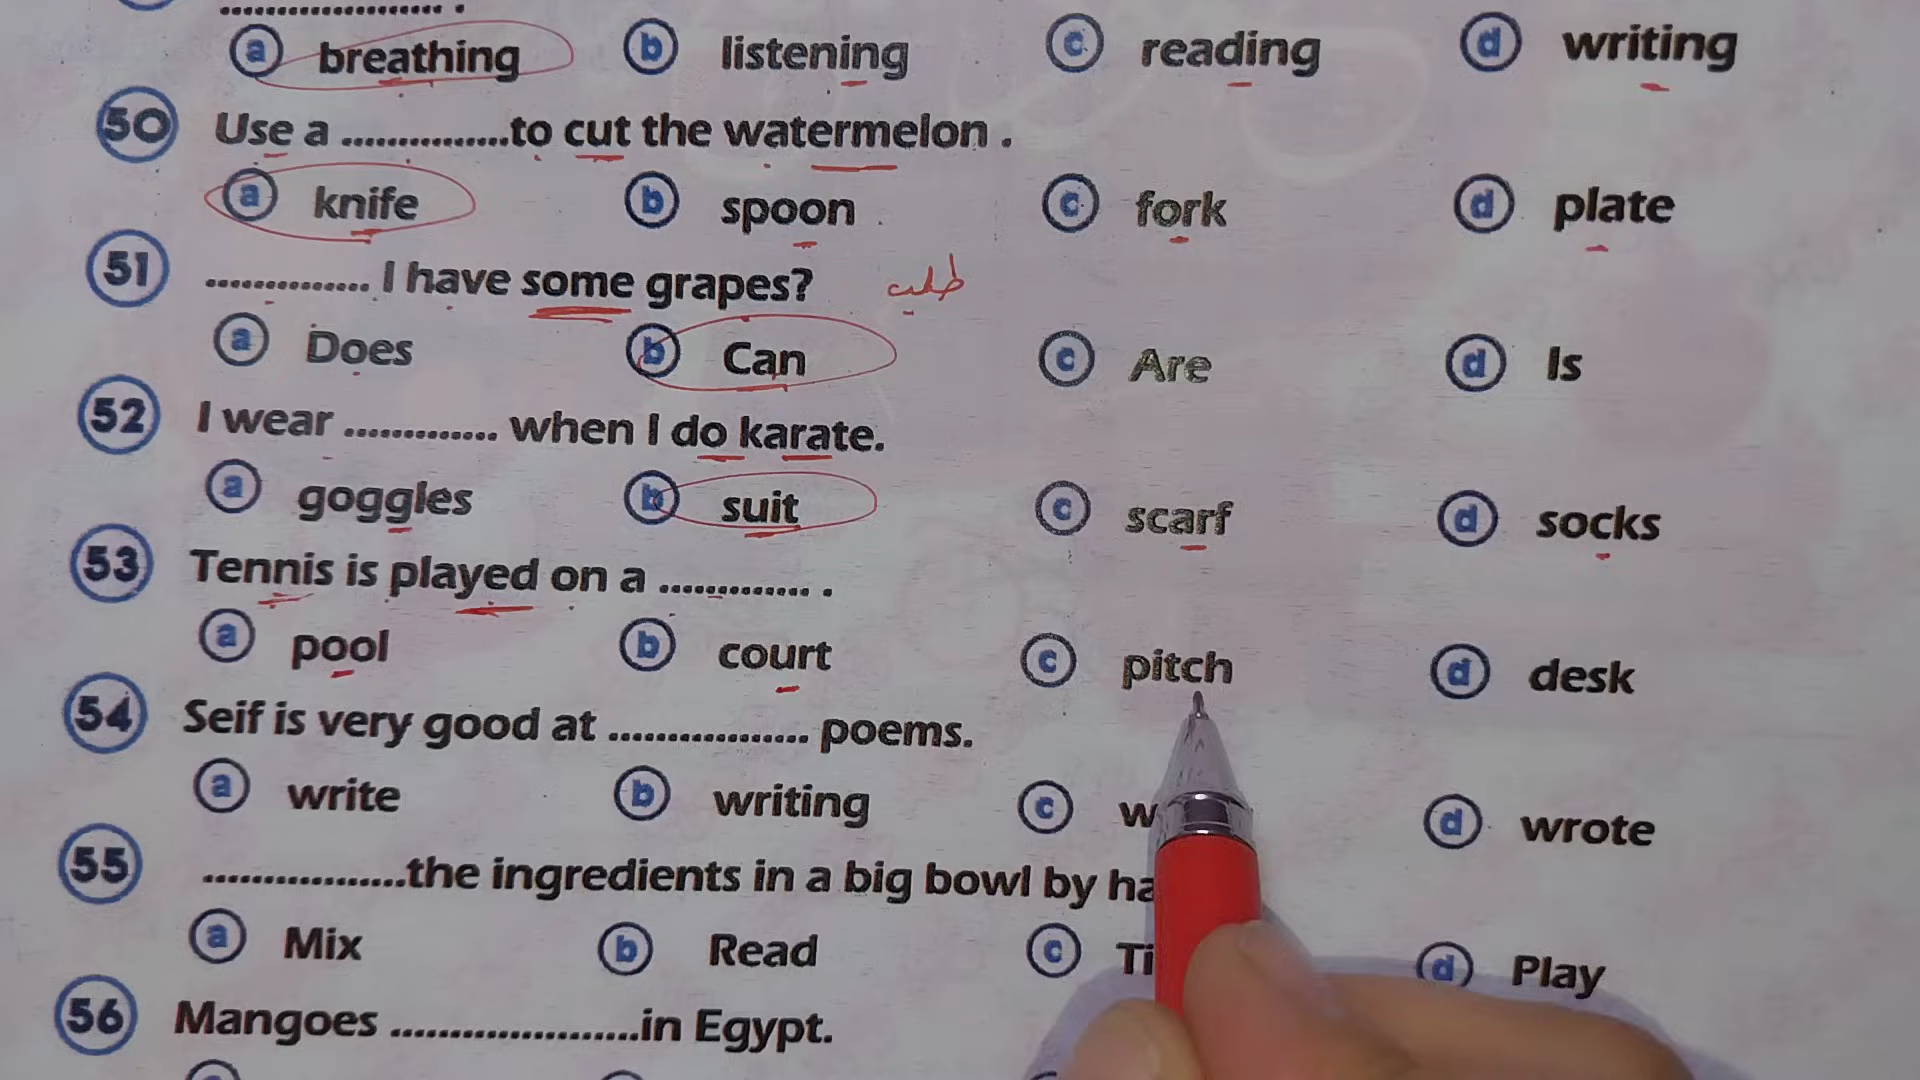 .................... .
a breathing b listening c reading d writing
50 Use a ..............to cut the watermelon .
a knife b spoon c fork d plate
51 .............. I have some grapes? طلب
a Does b Can c Are d Is
52 I wear ............. when I do karate.
a goggles b suit c scarf d socks
53 Tennis is played on a ............. .
a pool b court c pitch d desk
54 Seif is very good at ................. poems.
a write b writing c d wrote
55 .................the ingredients in a big bowl by
a Mix b Read c d Play
56 Mangoes .....................in Egypt.